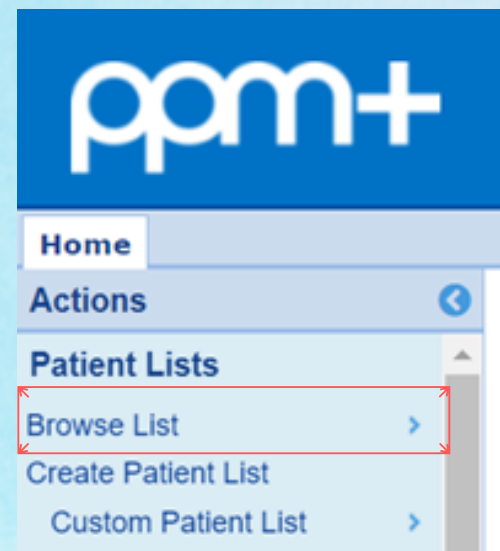 ppm+
Home
Actions
Patient Lists
Browse List
Create Patient List
Custom Patient List